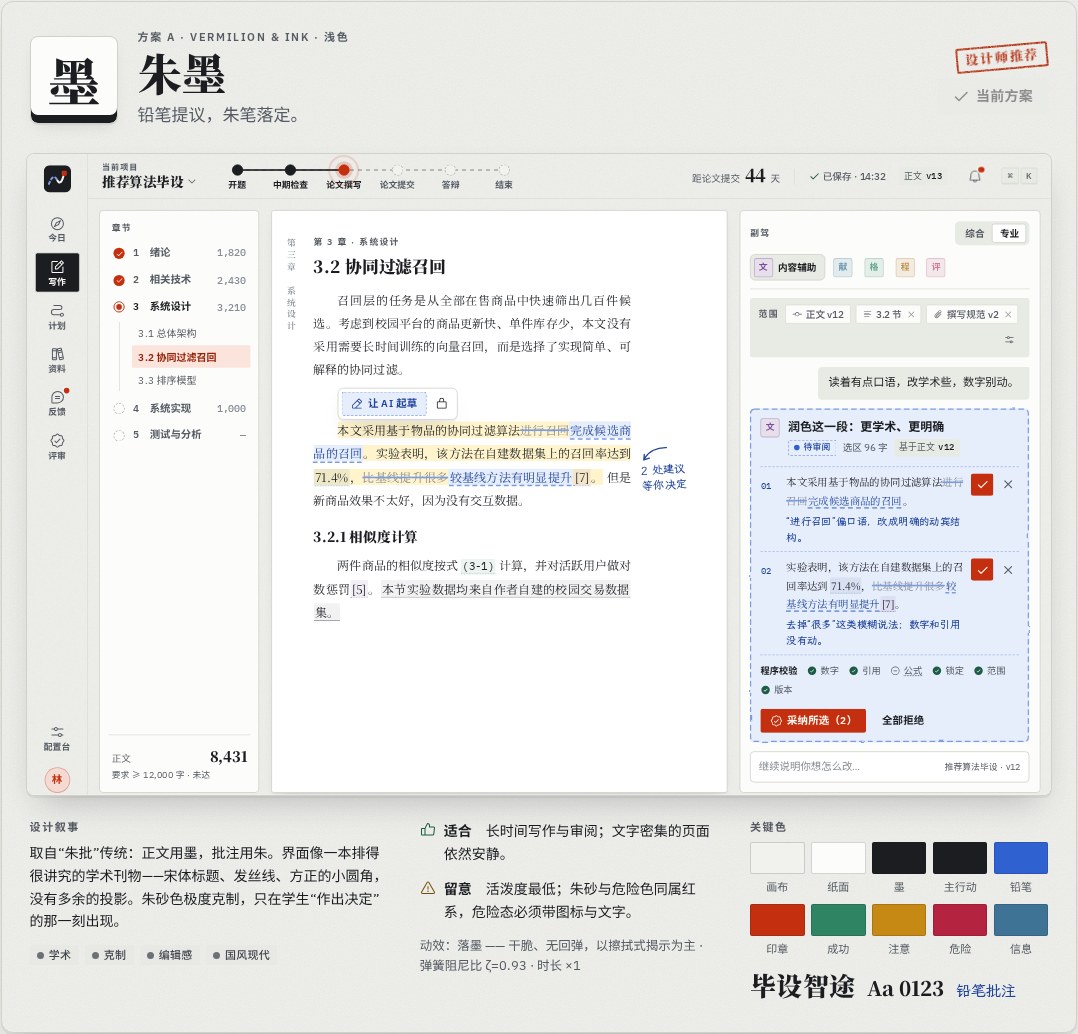 墨
方案 A · VERMILION & INK · 浅色
朱墨
铅笔提议，朱笔落定。
设计师推荐
当前方案
当前项目
推荐算法毕设
开题
中期检查
论文撰写
论文提交
答辩
结束
距论文提交 44 天
已保存 · 14:32
正文 v13
⌘ K
今日
写作
计划
资料
反馈
评审
配置台
林
章节
1 绪论 1,820
2 相关技术 2,430
3 系统设计 3,210
3.1 总体架构
3.2 协同过滤召回
3.3 排序模型
4 系统实现 1,000
5 测试与分析 –
正文 8,431
要求 ≥ 12,000 字 · 未达
第三章 系统设计
第 3 章 · 系统设计
3.2 协同过滤召回
召回层的任务是从全部在售商品中快速筛出几百件候
选。考虑到校园平台的商品更新快、单件库存少，本文没有
采用需要长时间训练的向量召回，而是选择了实现简单、可
解释的协同过滤。
让 AI 起草
本文采用基于物品的协同过滤算法进行召回完成候选商
品的召回。实验表明，该方法在自建数据集上的召回率达到
71.4%，比基线提升很多较基线方法有明显提升 [7]。但是
新商品效果不太好，因为没有交互数据。
2 处建议
等你决定
3.2.1 相似度计算
两件商品的相似度按式 (3-1) 计算，并对活跃用户做对
数惩罚 [5]。本节实验数据均来自作者自建的校园交易数据
集。
副驾
综合 专业
文 内容辅助 献 格 程 评
范围 正文 v12 3.2 节 × 撰写规范 v2 ×
读着有点口语，改学术些，数字别动。
文 润色这一段：更学术、更明确
待审阅 选区 96 字 基于正文 v12
01 本文采用基于物品的协同过滤算法进行
召回完成候选商品的召回。
“进行召回”偏口语，改成明确的动宾结
构。
02 实验表明，该方法在自建数据集上的召
回率达到 71.4%，比基线提升很多较
基线方法有明显提升 [7]。
去掉“很多”这类模糊说法；数字和引用
没有动。
程序校验 数字 引用 公式 锁定 范围
版本
采纳所选（2） 全部拒绝
继续说明你想怎么改… 推荐算法毕设 · v12
设计叙事
取自“朱批”传统：正文用墨，批注用朱。界面像一本排得
很讲究的学术刊物——宋体标题、发丝线、方正的小圆角，
没有多余的投影。朱砂色极度克制，只在学生“作出决定”
的那一刻出现。
学术 克制 编辑感 国风现代
适合 长时间写作与审阅；文字密集的页面
依然安静。
留意 活泼度最低；朱砂与危险色同属红
系，危险态必须带图标与文字。
动效：落墨 —— 干脆、无回弹，以擦拭式揭示为主 ·
弹簧阻尼比 ζ=0.93 · 时长 ×1
关键色
画布 纸面 墨 主行动 铅笔
印章 成功 注意 危险 信息
毕设智途 Aa 0123 铅笔批注